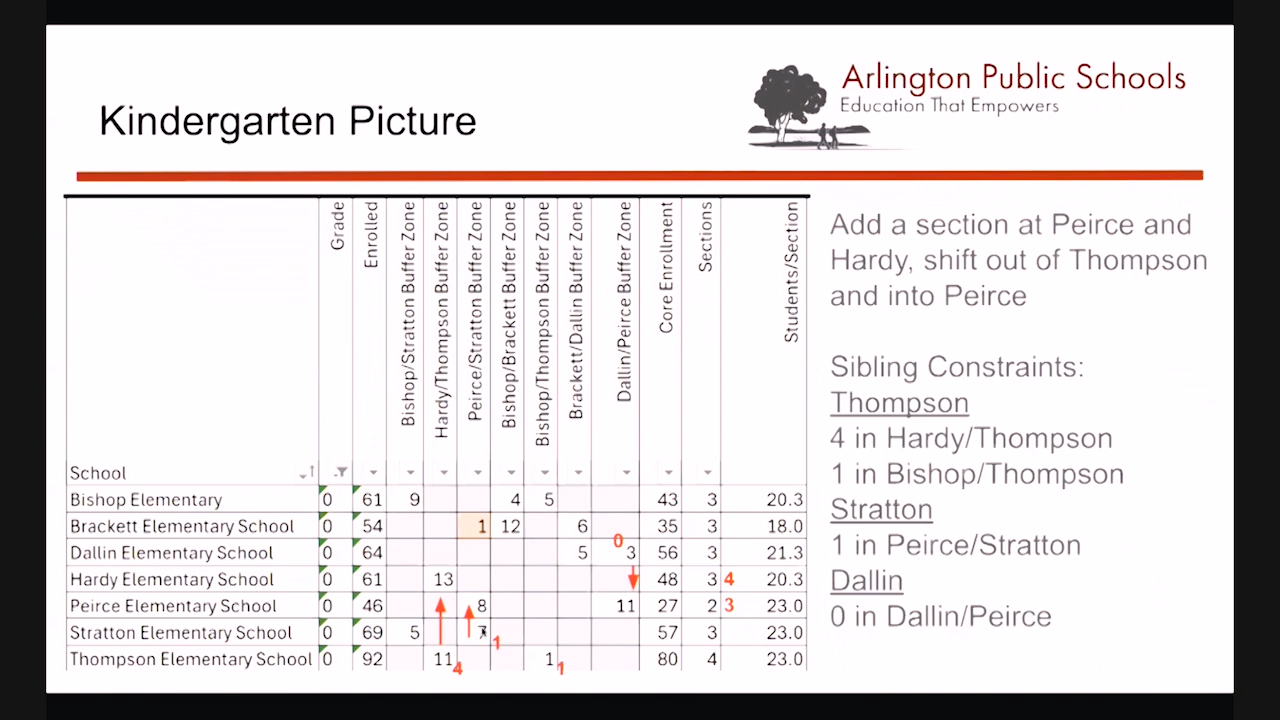 Arlington Public Schools
Education That Empowers
Kindergarten Picture
School Grade Enrolled Bishop/Stratton Buffer Zone Hardy/Thompson Buffer Zone Peirce/Stratton Buffer Zone Bishop/Brackett Buffer Zone Bishop/Thompson Buffer Zone Brackett/Dallin Buffer Zone Dallin/Peirce Buffer Zone Core Enrollment Sections Students/Section
Bishop Elementary 0 61 9 4 5 43 3 20.3
Brackett Elementary School 0 54 1 12 6 35 3 18.0
0
Dallin Elementary School 0 64 5 3 56 3 21.3
Hardy Elementary School 0 61 13 48 3 4 20.3
Peirce Elementary School 0 46 8 11 27 2 3 23.0
Stratton Elementary School 0 69 5 7 1 57 3 23.0
Thompson Elementary School 0 92 11 4 1 1 80 4 23.0
Add a section at Peirce and
Hardy, shift out of Thompson
and into Peirce
Sibling Constraints:
Thompson
4 in Hardy/Thompson
1 in Bishop/Thompson
Stratton
1 in Peirce/Stratton
Dallin
0 in Dallin/Peirce